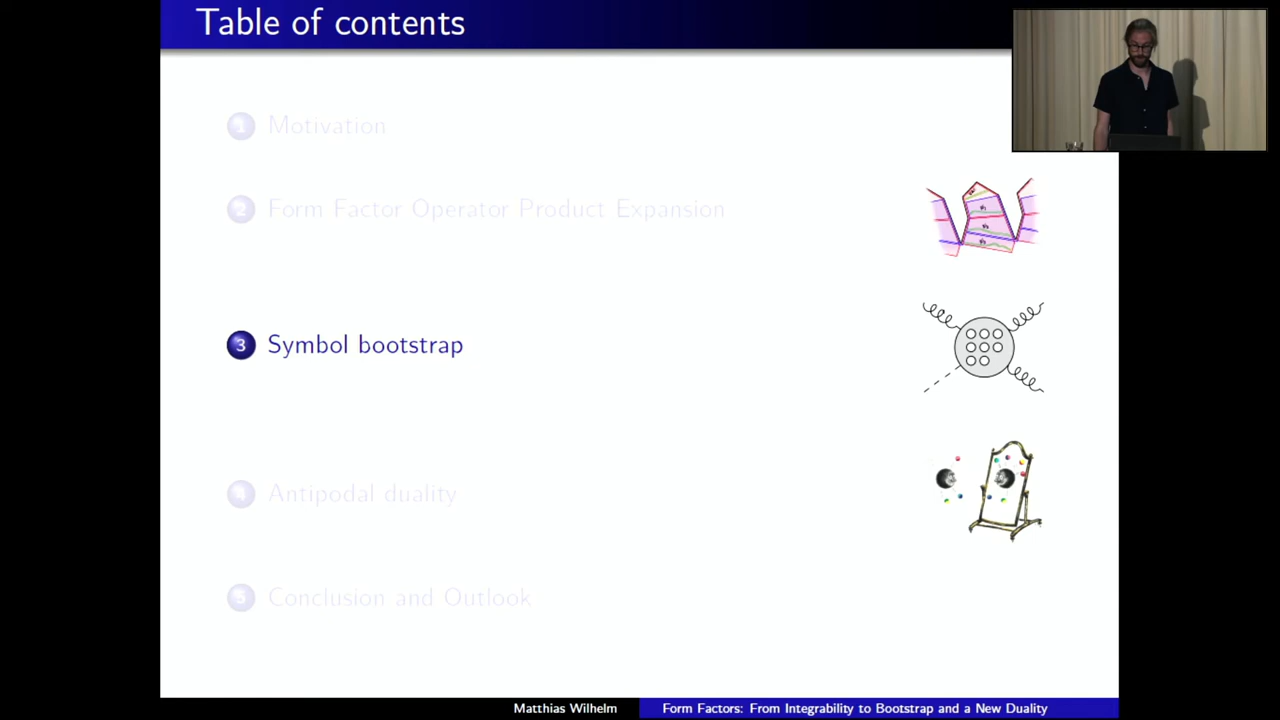 Table of contents
1 Motivation
2 Form Factor Operator Product Expansion
3 Symbol bootstrap
4 Antipodal duality
5 Conclusion and Outlook
Matthias Wilhelm Form Factors: From Integrability to Bootstrap and a New Duality